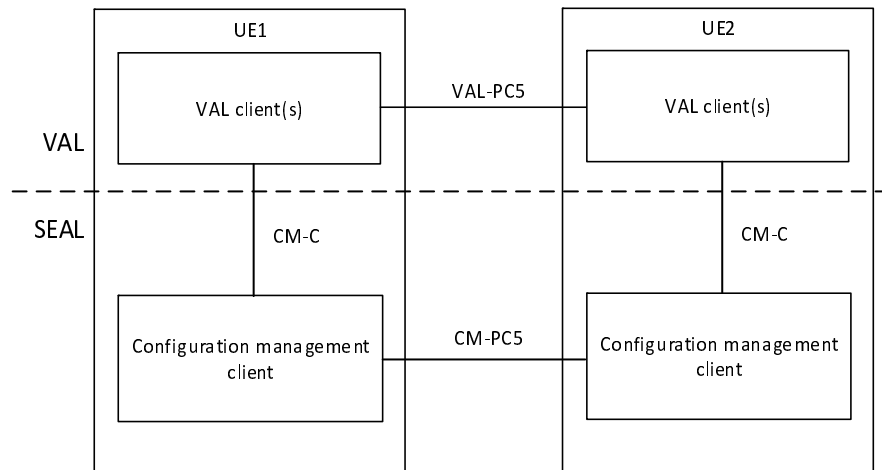 UE1
UE2
VAL client(s)
VAL-PC5
VAL client(s)
VAL
SEAL
CM-C
CM-C
Configuration management
client
CM-PC5
Configuration management
client